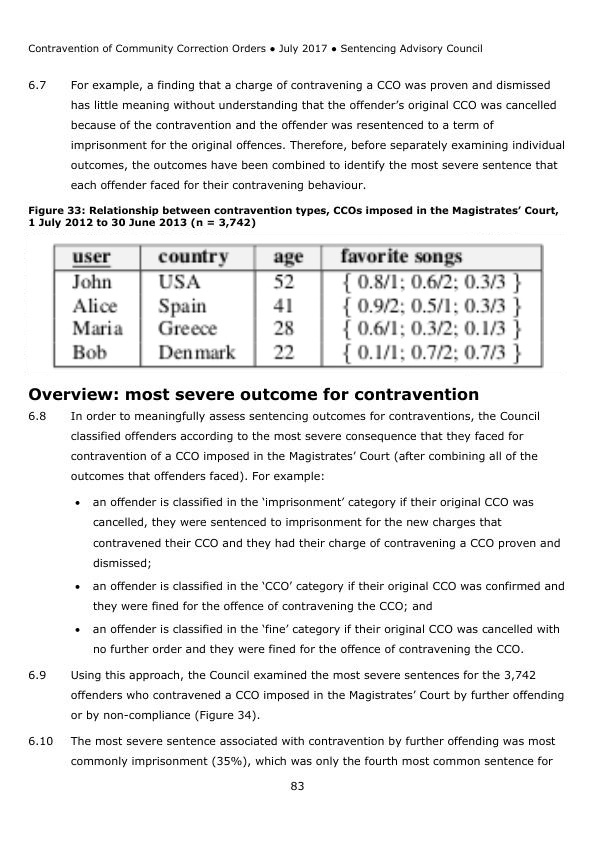 Contravention of Community Correction Orders ● July 2017 ● Sentencing Advisory Council
6.7 For example, a finding that a charge of contravening a CCO was proven and dismissed
has little meaning without understanding that the offender's original CCO was cancelled
because of the contravention and the offender was resentenced to a term of
imprisonment for the original offences. Therefore, before separately examining individual
outcomes, the outcomes have been combined to identify the most severe sentence that
each offender faced for their contravening behaviour.
Figure 33: Relationship between contravention types, CCOs imposed in the Magistrates' Court,
1 July 2012 to 30 June 2013 (n = 3,742)
user country age favorite songs
John USA 52 { 0.8/1; 0.6/2; 0.3/3 }
Alice Spain 41 { 0.9/2; 0.5/1; 0.3/3 }
Maria Greece 28 { 0.6/1; 0.3/2; 0.1/3 }
Bob Denmark 22 { 0.1/1; 0.7/2; 0.7/3 }
Overview: most severe outcome for contravention
6.8 In order to meaningfully assess sentencing outcomes for contraventions, the Council
classified offenders according to the most severe consequence that they faced for
contravention of a CCO imposed in the Magistrates' Court (after combining all of the
outcomes that offenders faced). For example:
• an offender is classified in the 'imprisonment' category if their original CCO was
cancelled, they were sentenced to imprisonment for the new charges that
contravened their CCO and they had their charge of contravening a CCO proven and
dismissed;
• an offender is classified in the 'CCO' category if their original CCO was confirmed and
they were fined for the offence of contravening the CCO; and
• an offender is classified in the 'fine' category if their original CCO was cancelled with
no further order and they were fined for the offence of contravening the CCO.
6.9 Using this approach, the Council examined the most severe sentences for the 3,742
offenders who contravened a CCO imposed in the Magistrates' Court by further offending
or by non-compliance (Figure 34).
6.10 The most severe sentence associated with contravention by further offending was most
commonly imprisonment (35%), which was only the fourth most common sentence for
83